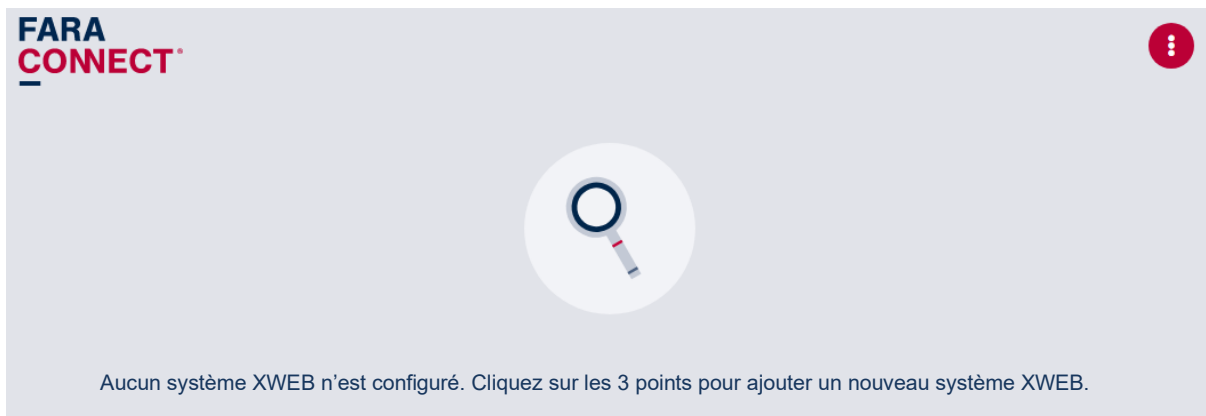 FARA
CONNECT®
Aucun système XWEB n’est configuré. Cliquez sur les 3 points pour ajouter un nouveau système XWEB.